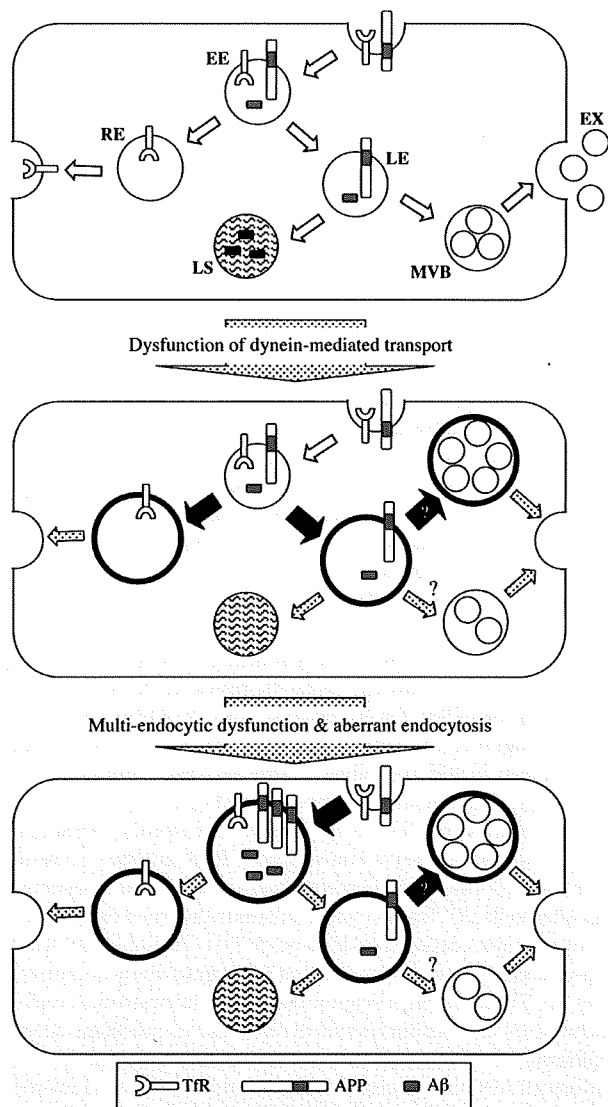 EE
EX
RE
LE
LS
MVB
Dysfunction of dynein-mediated transport
?
?
Multi-endocytic dysfunction & aberrant endocytosis
?
?
TfR APP Aβ